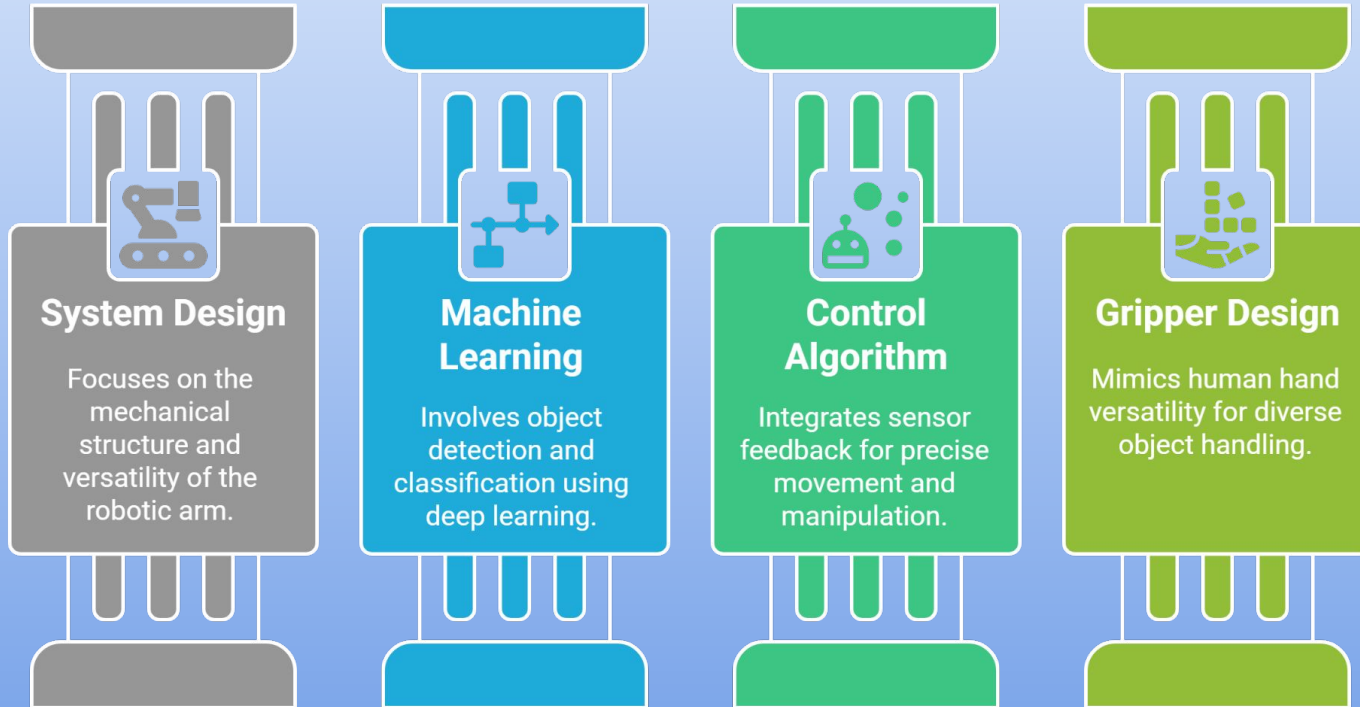 System Design
Focuses on the
mechanical
structure and
versatility of the
robotic arm.
Machine
Learning
Involves object
detection and
classification using
deep learning.
Control
Algorithm
Integrates sensor
feedback for precise
movement and
manipulation.
Gripper Design
Mimics human hand
versatility for diverse
object handling.